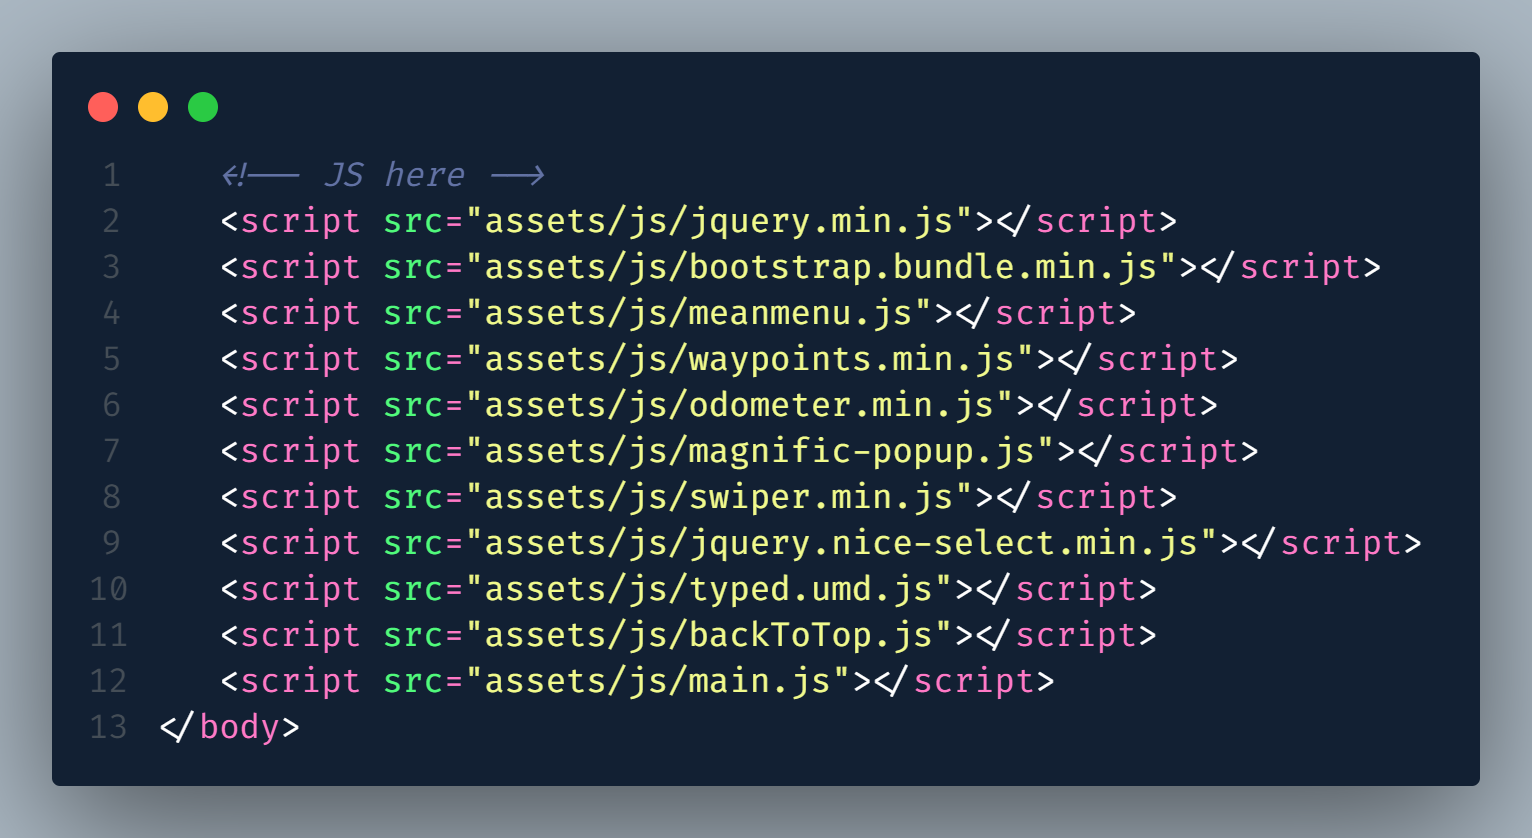 1 <!-- JS here -->
2 <script src="assets/js/jquery.min.js"></script>
3 <script src="assets/js/bootstrap.bundle.min.js"></script>
4 <script src="assets/js/meanmenu.js"></script>
5 <script src="assets/js/waypoints.min.js"></script>
6 <script src="assets/js/odometer.min.js"></script>
7 <script src="assets/js/magnific-popup.js"></script>
8 <script src="assets/js/swiper.min.js"></script>
9 <script src="assets/js/jquery.nice-select.min.js"></script>
10 <script src="assets/js/typed.umd.js"></script>
11 <script src="assets/js/backToTop.js"></script>
12 <script src="assets/js/main.js"></script>
13 </body>